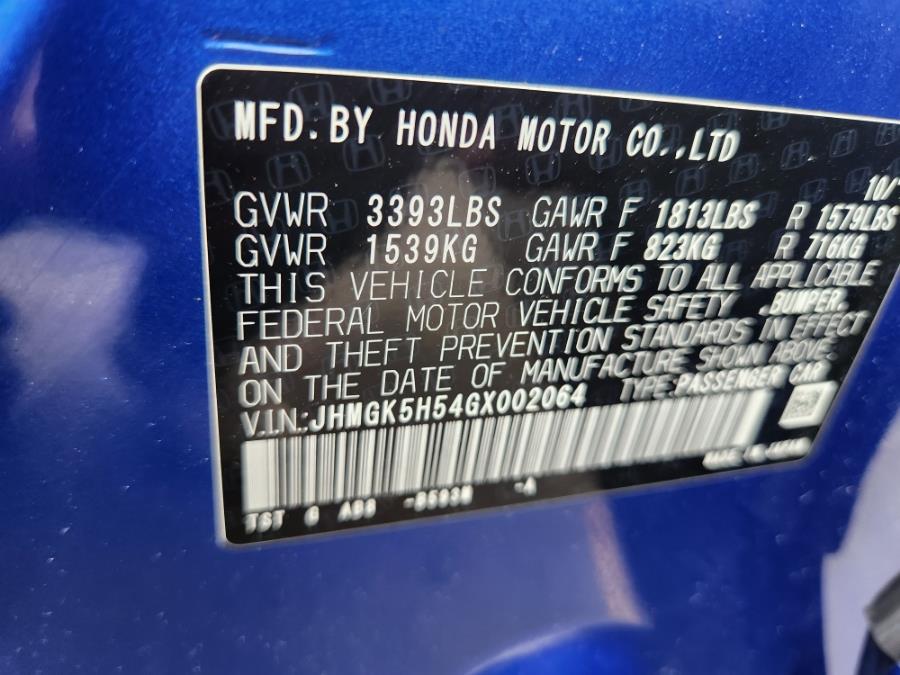 MFD. BY HONDA MOTOR CO.,LTD
10/
GVWR 3393LBS GAWR F 1813LBS R 1579LBS
GVWR 1539KG GAWR F 823KG R 716KG
THIS VEHICLE CONFORMS TO ALL APPLICABLE
FEDERAL MOTOR VEHICLE SAFETY ,BUMPER,
AND THEFT PREVENTION STANDARDS IN EFFECT
ON THE DATE OF MANUFACTURE SHOWN ABOVE.
V.I.N.:JHMGK5H54GX002064 TYPE:PASSENGER CAR
TST G